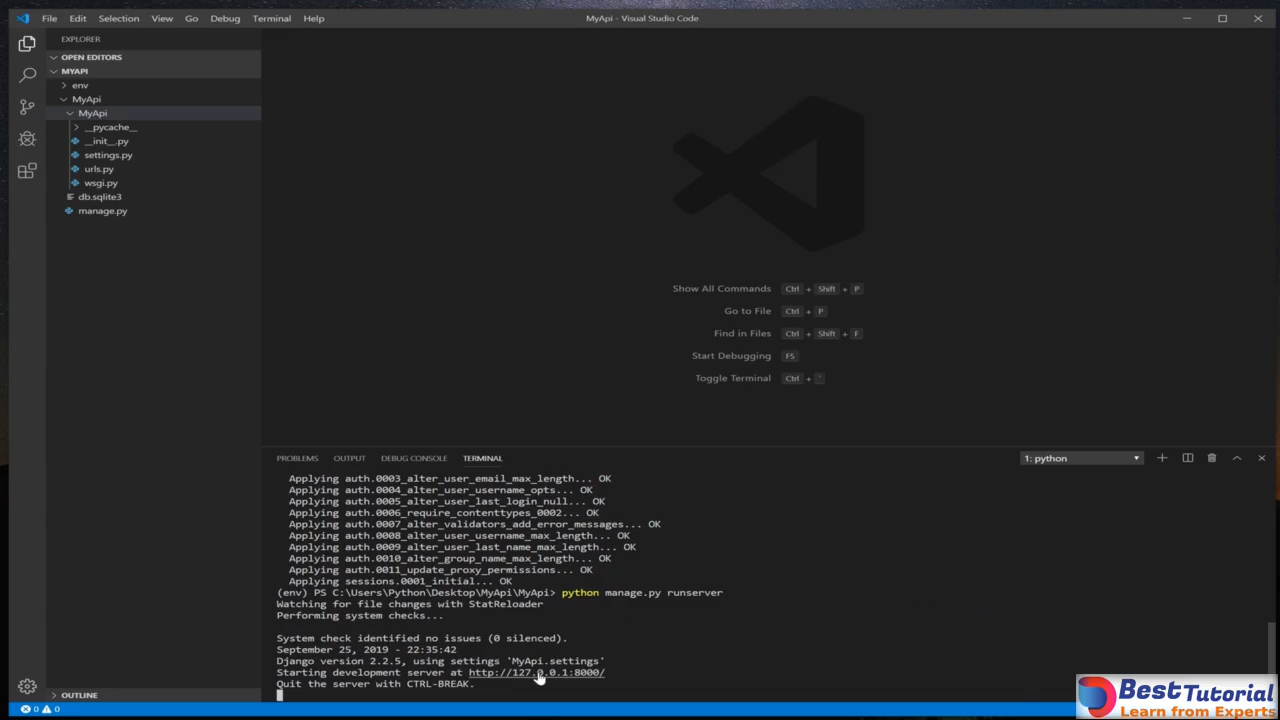 File Edit Selection View Go Debug Terminal Help
MyApi - Visual Studio Code
EXPLORER
OPEN EDITORS
MYAPI
env
MyApi
MyApi
__pycache__
__init__.py
settings.py
urls.py
wsgi.py
db.sqlite3
manage.py
OUTLINE
Show All Commands Ctrl + Shift + P
Go to File Ctrl + P
Find in Files Ctrl + Shift + F
Start Debugging F5
Toggle Terminal Ctrl + `
PROBLEMS OUTPUT DEBUG CONSOLE TERMINAL
1: python
Applying auth.0003_alter_user_email_max_length... OK
Applying auth.0004_alter_user_username_opts... OK
Applying auth.0005_alter_user_last_login_null... OK
Applying auth.0006_require_contenttypes_0002... OK
Applying auth.0007_alter_validators_add_error_messages... OK
Applying auth.0008_alter_user_username_max_length... OK
Applying auth.0009_alter_user_last_name_max_length... OK
Applying auth.0010_alter_group_name_max_length... OK
Applying auth.0011_update_proxy_permissions... OK
Applying sessions.0001_initial... OK
(env) PS C:\Users\Python\Desktop\MyApi\MyApi> python manage.py runserver
Watching for file changes with StatReloader
Performing system checks...
System check identified no issues (0 silenced).
September 25, 2019 - 22:35:42
Django version 2.2.5, using settings 'MyApi.settings'
Starting development server at http://127.0.0.1:8000/
Quit the server with CTRL-BREAK.
0 0
BestTutorial
Learn from Experts